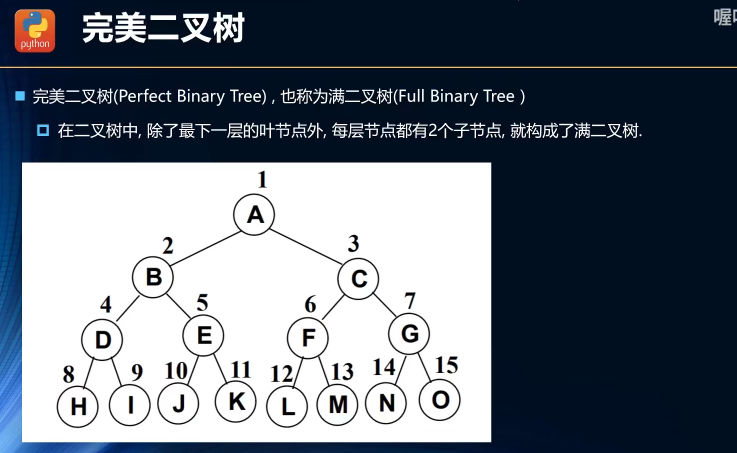 python
完美二叉树
喔
完美二叉树(Perfect Binary Tree) , 也称为满二叉树(Full Binary Tree )
在二叉树中, 除了最下一层的叶节点外, 每层节点都有2个子节点, 就构成了满二叉树.
1
A
2
3
B
C
4
5
6
7
D
E
F
G
8
9
10
11
12
13
14
15
H
I
J
K
L
M
N
O